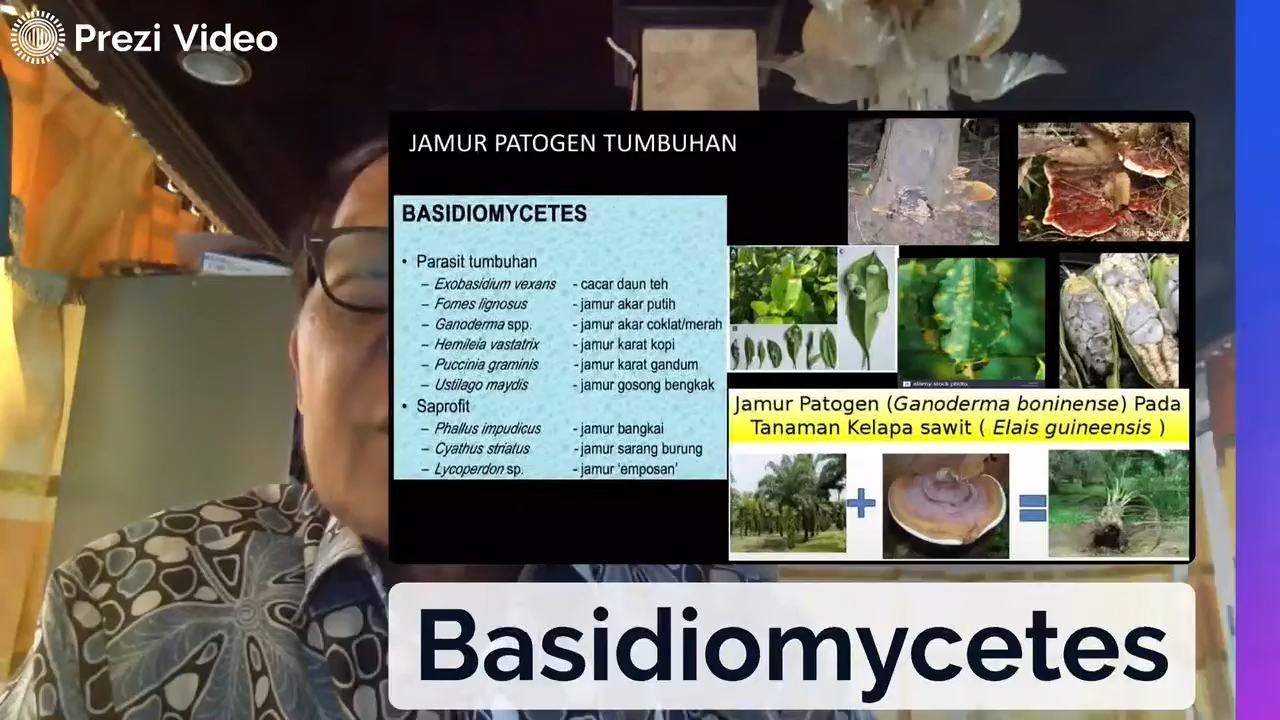 Prezi Video
JAMUR PATOGEN TUMBUHAN
BASIDIOMYCETES
• Parasit tumbuhan
– Exobasidium vexans - cacar daun teh
– Fomes lignosus - jamur akar putih
– Ganoderma spp. - jamur akar coklat/merah
– Hemileia vastatrix - jamur karat kopi
– Puccinia graminis - jamur karat gandum
– Ustilago maydis - jamur gosong bengkak
• Saprofit
– Phallus impudicus - jamur bangkai
– Cyathus striatus - jamur sarang burung
– Lycoperdon sp. - jamur ‘emposan’
alamy stock photo
Jamur Patogen (Ganoderma boninense) Pada
Tanaman Kelapa sawit ( Elais guineensis )
Basidiomycetes